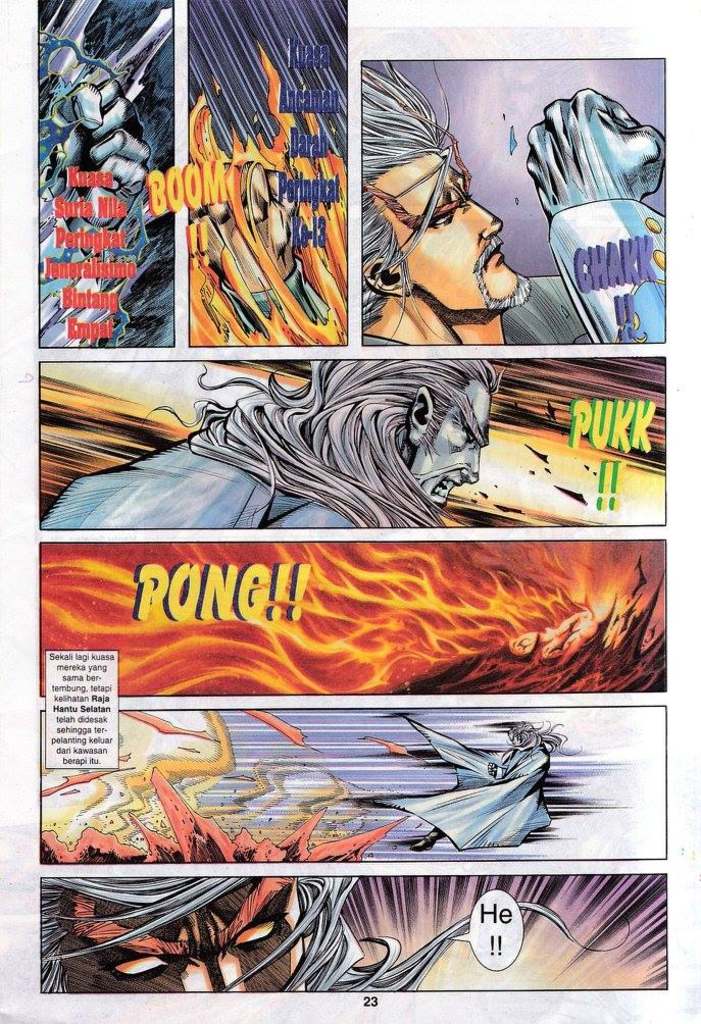 Kuasa
Suria Nila
Peringkat
Jeneralisimo
Bintang
Empat
BOOM
!!
Kuasa
Ancaman
Darah
Peringkat
Ke-13
CHAKK
!!
PUKK
!!
PONG!!
Sekali lagi kuasa
mereka yang
sama ber-
tembung, tetapi
kelihatan Raja
Hantu Selatan
telah didesak
sehingga ter-
pelanting keluar
dari kawasan
berapi itu.
He
!!
23